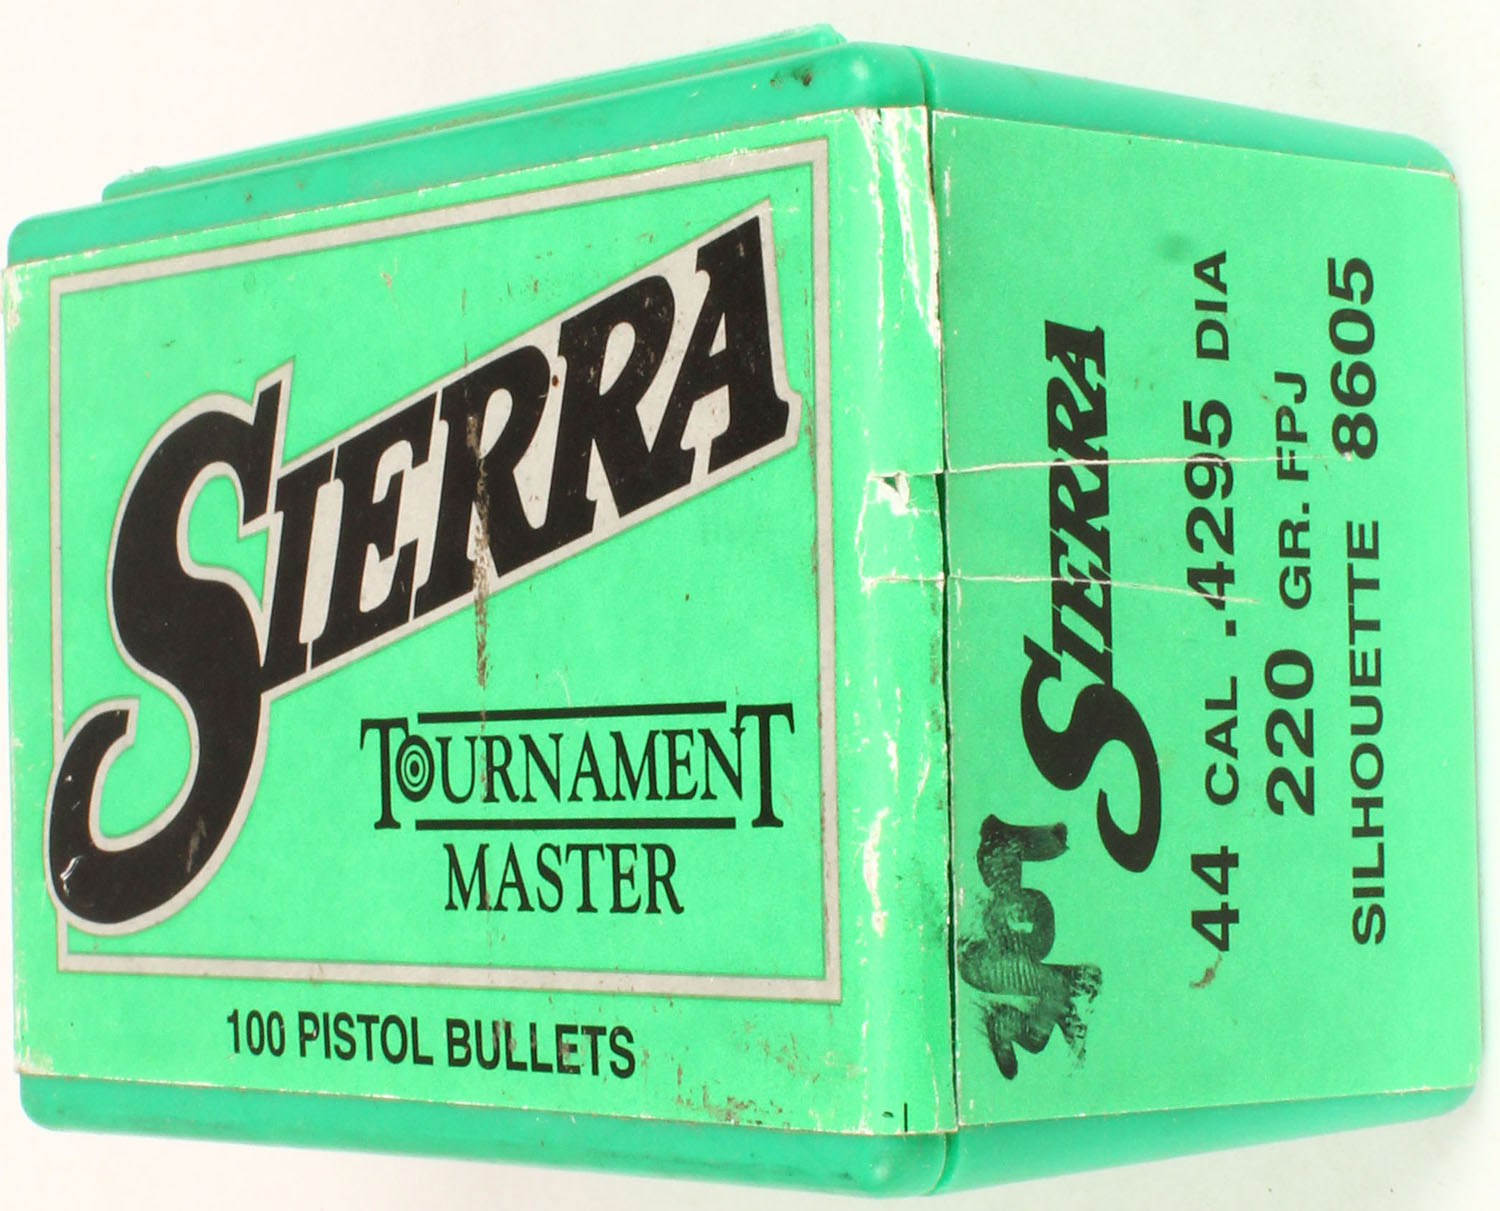 SIERRA
TOURNAMENT
MASTER
100 PISTOL BULLETS
SIERRA
44 CAL .4295 DIA
220 GR. FPJ
SILHOUETTE 8605